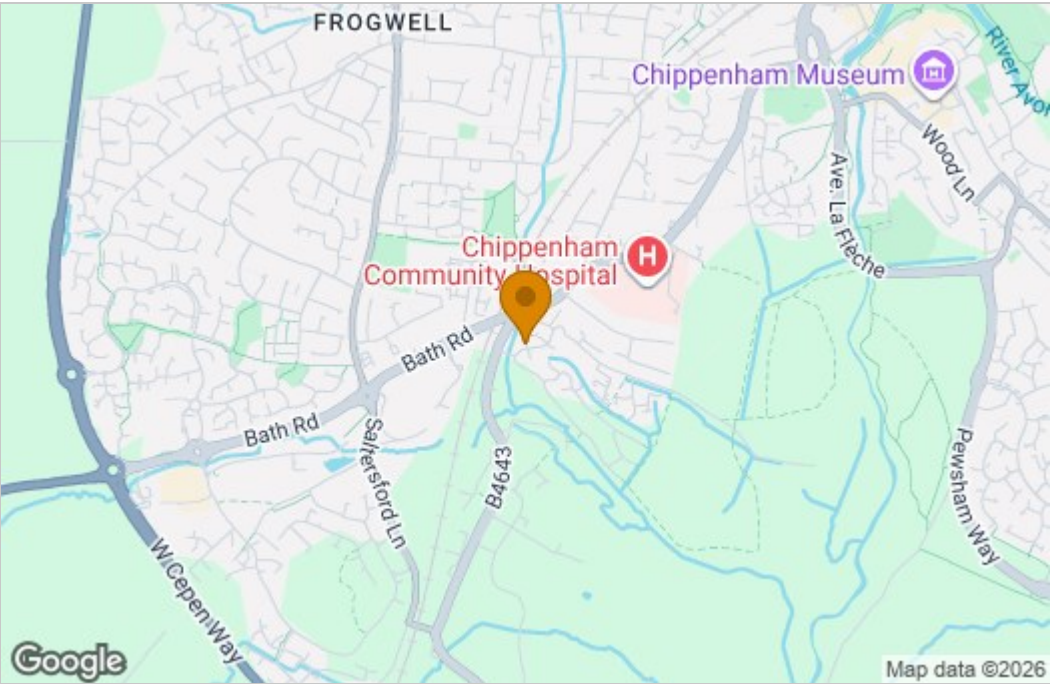 FROGWELL
Chippenham Museum
River Avon
Wood Ln
Ave. La Flèche
Chippenham
Community Hospital
Bath Rd
Bath Rd
Saltersford Ln
B4643
Pewsham Way
W Cepen Way
Google
Map data ©2026